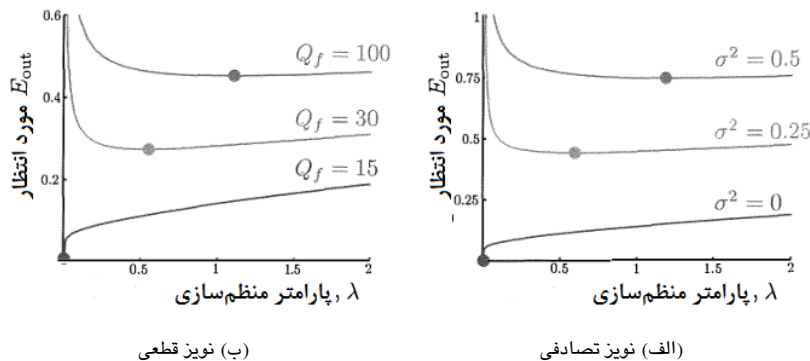 0.6
0.4
0.2
مورد انتظار E_out
Q_f = 100
Q_f = 30
Q_f = 15
0.5
1
1.5
2
λ , پارامتر منظم‌سازی
(ب) نویز قطعی
1
0.75
0.5
0.25
مورد انتظار E_out
σ² = 0.5
σ² = 0.25
σ² = 0
0.5
1
1.5
2
λ , پارامتر منظم‌سازی
(الف) نویز تصادفی